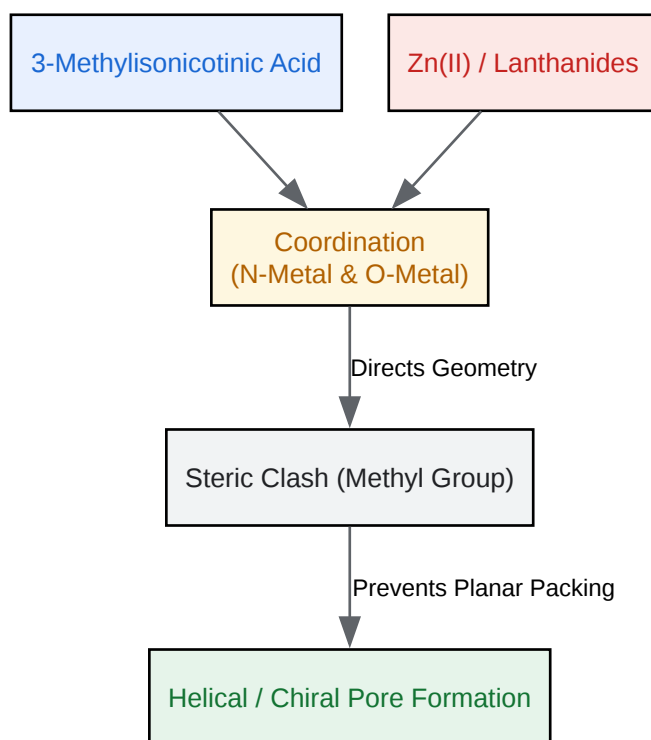 3-Methylisonicotinic Acid
Zn(II) / Lanthanides
Coordination
(N-Metal & O-Metal)
Directs Geometry
Steric Clash (Methyl Group)
Prevents Planar Packing
Helical / Chiral Pore Formation